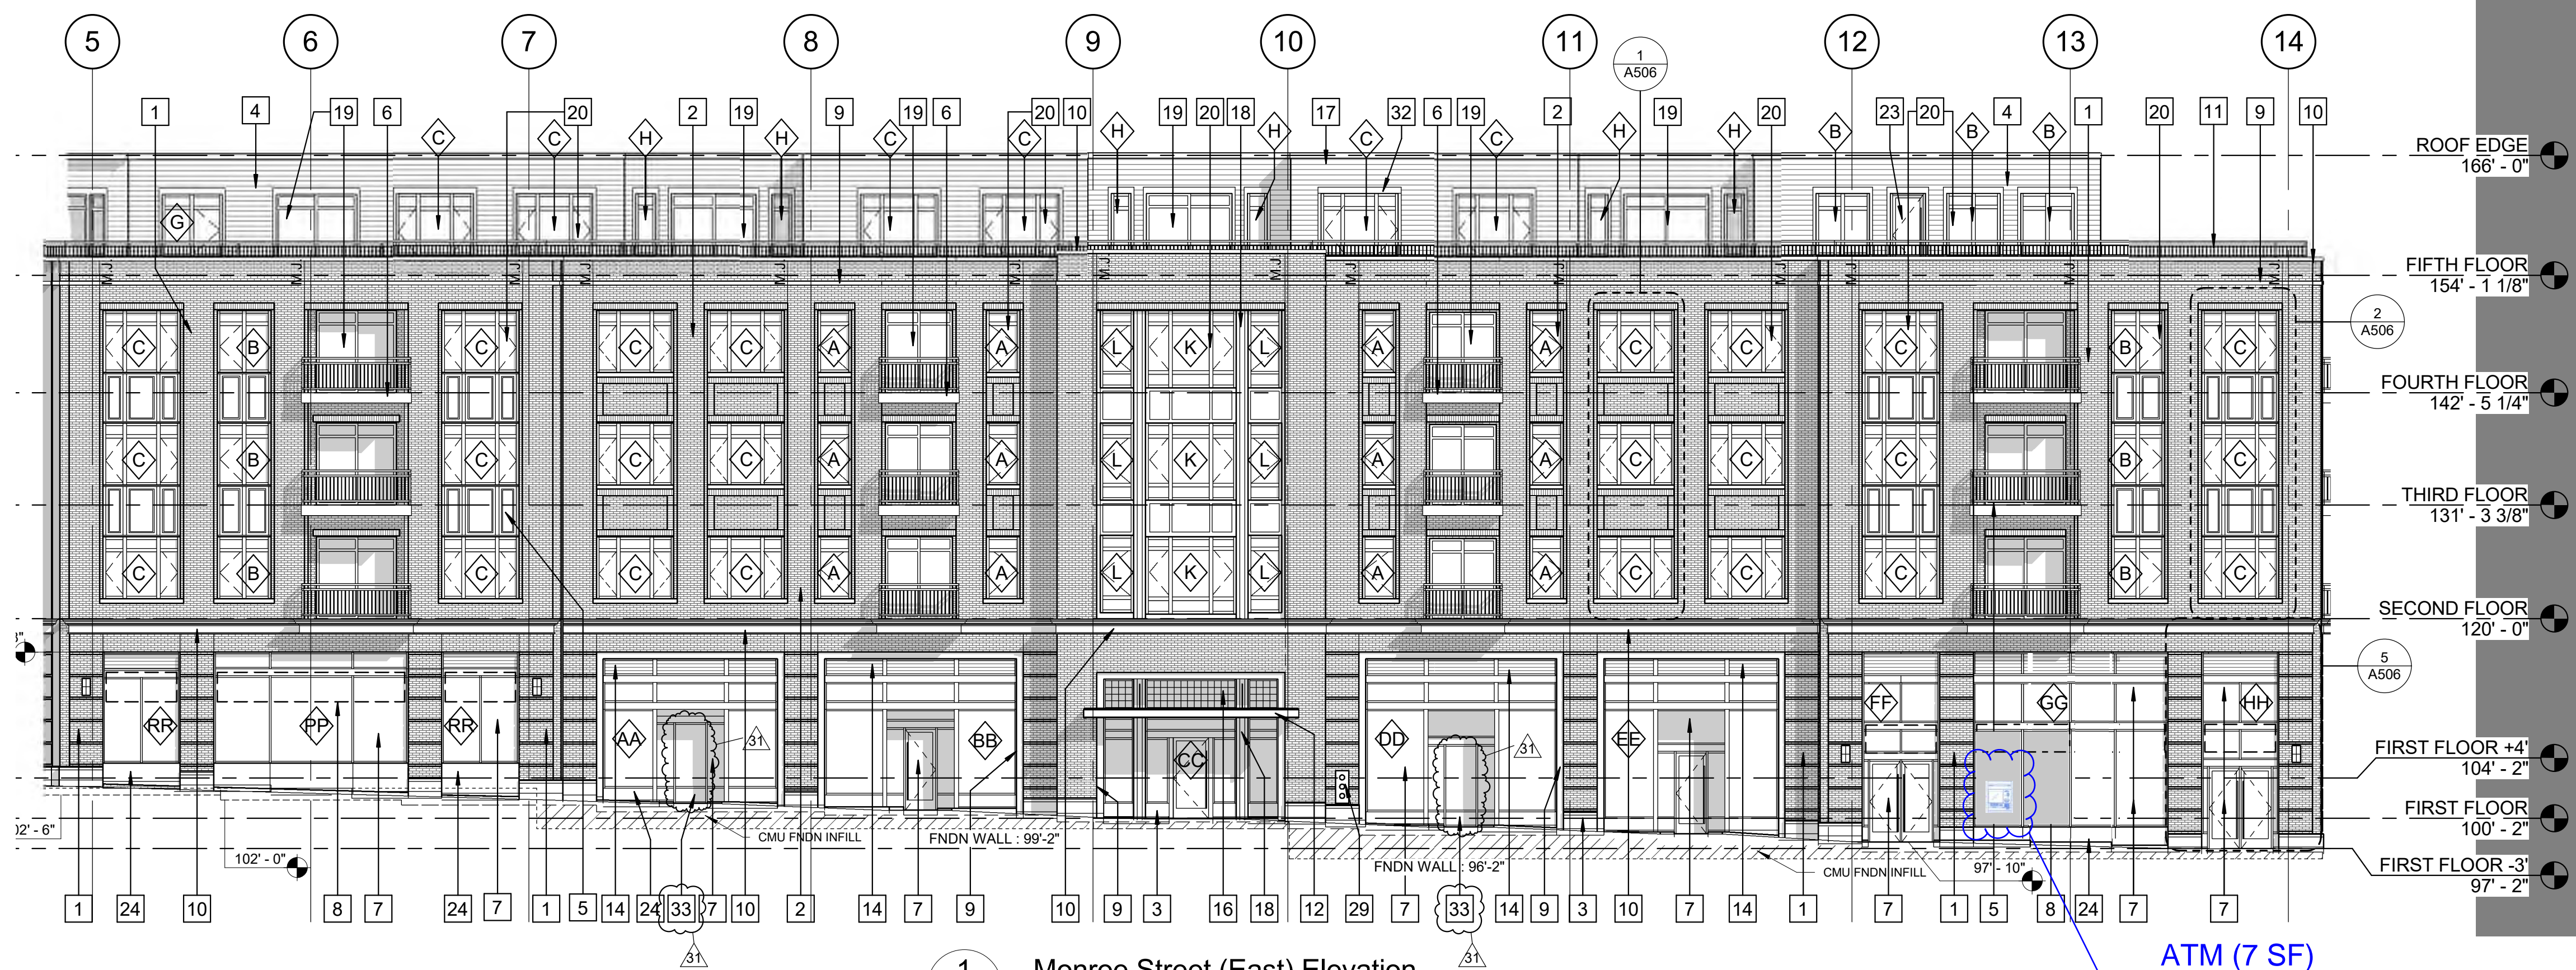 5 6 7 8 9 10 11 12 13 14
1
A506
1 4 19 6 C C 20 H 2 19 H 9 C 19 6 C 20 10 H 19 20 18 H 17 C 32 6 19 C 2 H 19 H 20 B 23 20 B 4 B 1 20 11 9 10
ROOF EDGE
166' - 0"
G
M.J. M.J. M.J. M.J. M.J. M.J. M.J. M.J. M.J. M.J. M.J. M.J. M.J. M.J.
FIFTH FLOOR
154' - 1 1/8"
2
A506
C B C C C A A L K L A A C C C B C
FOURTH FLOOR
142' - 5 1/4"
C B C C C A A L K L A A C C C B C
THIRD FLOOR
131' - 3 3/8"
C B C C C A A L K L A A C C C B C
SECOND FLOOR
120' - 0"
5
A506
RR PP RR AA 31 BB CC DD 31 EE FF GG HH
FIRST FLOOR +4'
104' - 2"
FIRST FLOOR
100' - 2"
02' - 6"
102' - 0"
CMU FNDN INFILL
FNDN WALL : 99'-2"
FNDN WALL : 96'-2"
CMU FNDN INFILL
97' - 10"
FIRST FLOOR -3'
97' - 2"
1 24 10 8 7 24 7 1 5 14 24 33 7 10 2 14 7 9 10 9 3 16 18 12 29 7 33 14 9 3 10 7 14 1 7 1 5 8 24 7 7
31 31
ATM (7 SF)
1
Monroe Street (East) Elevation